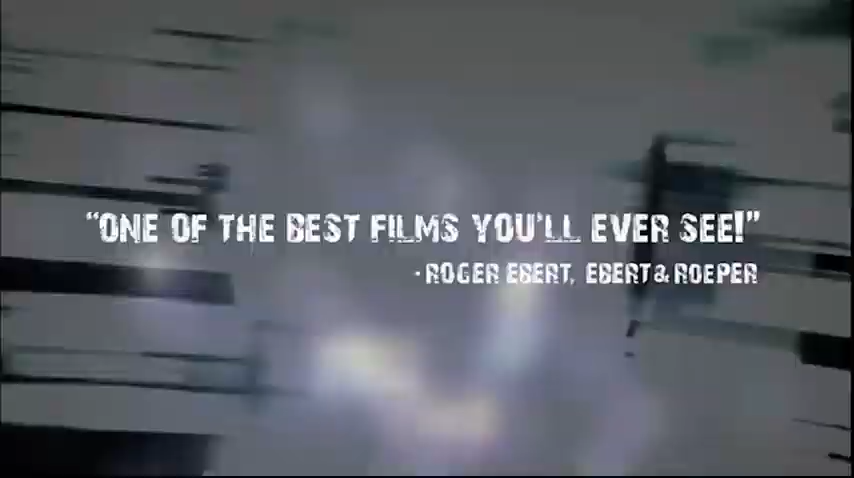 “ONE OF THE BEST FILMS YOU'LL EVER SEE!”
- ROGER EBERT, EBERT & ROEPER